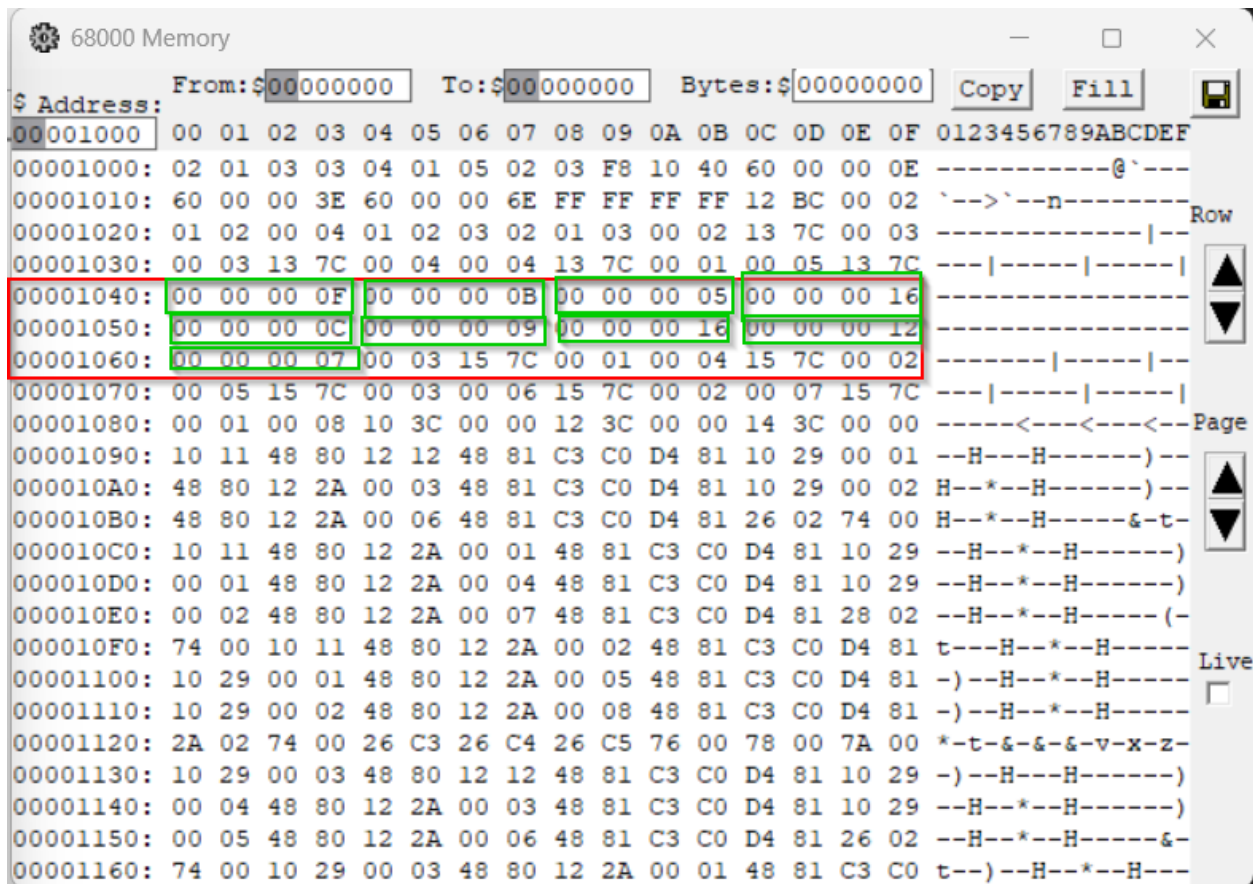 68000 Memory
From:$00000000 To:$00000000 Bytes:$00000000 Copy Fill
$ Address:
00001000 00 01 02 03 04 05 06 07 08 09 0A 0B 0C 0D 0E 0F 0123456789ABCDEF
00001000: 02 01 03 03 04 01 05 02 03 F8 10 40 60 00 00 0E -----------@`---
00001010: 60 00 00 3E 60 00 00 6E FF FF FF FF 12 BC 00 02 `-->`--n--------
Row
00001020: 01 02 00 04 01 02 03 02 01 03 00 02 13 7C 00 03 -------------|--
00001030: 00 03 13 7C 00 04 00 04 13 7C 00 01 00 05 13 7C ---|-----|-----|
00001040: 00 00 00 0F 00 00 00 0B 00 00 00 05 00 00 00 16 ----------------
00001050: 00 00 00 0C 00 00 00 09 00 00 00 16 00 00 00 12 ----------------
00001060: 00 00 00 07 00 03 15 7C 00 01 00 04 15 7C 00 02 -------|-----|--
00001070: 00 05 15 7C 00 03 00 06 15 7C 00 02 00 07 15 7C ---|-----|-----|
00001080: 00 01 00 08 10 3C 00 00 12 3C 00 00 14 3C 00 00 -----<---<---<-- Page
00001090: 10 11 48 80 12 12 48 81 C3 C0 D4 81 10 29 00 01 --H---H------)--
000010A0: 48 80 12 2A 00 03 48 81 C3 C0 D4 81 10 29 00 02 H--*--H------)--
000010B0: 48 80 12 2A 00 06 48 81 C3 C0 D4 81 26 02 74 00 H--*--H-----&-t-
000010C0: 10 11 48 80 12 2A 00 01 48 81 C3 C0 D4 81 10 29 --H--*--H------)
000010D0: 00 01 48 80 12 2A 00 04 48 81 C3 C0 D4 81 10 29 --H--*--H------)
000010E0: 00 02 48 80 12 2A 00 07 48 81 C3 C0 D4 81 28 02 --H--*--H-----(-
000010F0: 74 00 10 11 48 80 12 2A 00 02 48 81 C3 C0 D4 81 t---H--*--H-----
Live
00001100: 10 29 00 01 48 80 12 2A 00 05 48 81 C3 C0 D4 81 -)--H--*--H-----
00001110: 10 29 00 02 48 80 12 2A 00 08 48 81 C3 C0 D4 81 -)--H--*--H-----
00001120: 2A 02 74 00 26 C3 26 C4 26 C5 76 00 78 00 7A 00 *-t-&-&-&-v-x-z-
00001130: 10 29 00 03 48 80 12 12 48 81 C3 C0 D4 81 10 29 -)--H---H------)
00001140: 00 04 48 80 12 2A 00 03 48 81 C3 C0 D4 81 10 29 --H--*--H------)
00001150: 00 05 48 80 12 2A 00 06 48 81 C3 C0 D4 81 26 02 --H--*--H-----&-
00001160: 74 00 10 29 00 03 48 80 12 2A 00 01 48 81 C3 C0 t--)--H--*--H---